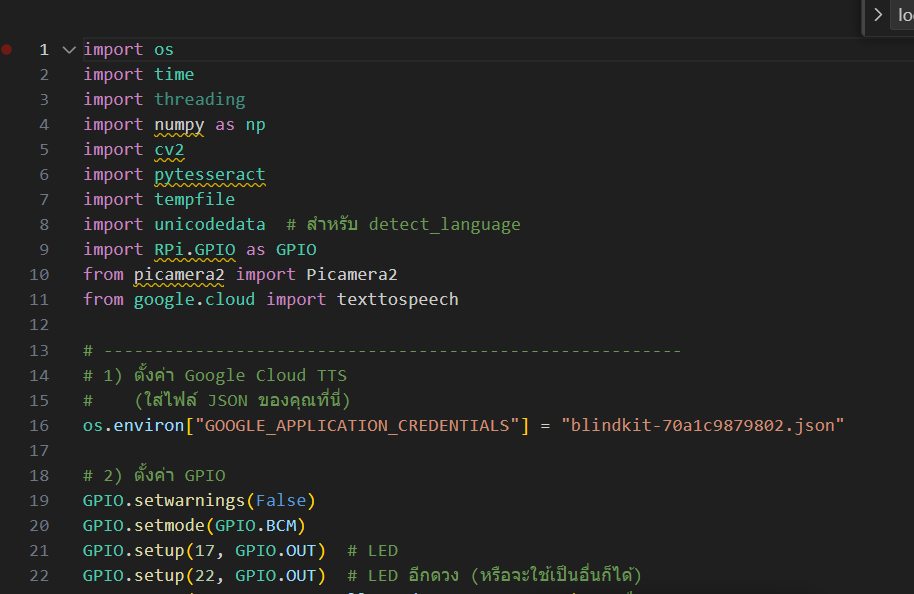 lo
1 import os
2 import time
3 import threading
4 import numpy as np
5 import cv2
6 import pytesseract
7 import tempfile
8 import unicodedata  # สำหรับ detect_language
9 import RPi.GPIO as GPIO
10 from picamera2 import Picamera2
11 from google.cloud import texttospeech
12
13 # ---------------------------------------------------------
14 # 1) ตั้งค่า Google Cloud TTS
15 #    (ใส่ไฟล์ JSON ของคุณที่นี่)
16 os.environ["GOOGLE_APPLICATION_CREDENTIALS"] = "blindkit-70a1c9879802.json"
17
18 # 2) ตั้งค่า GPIO
19 GPIO.setwarnings(False)
20 GPIO.setmode(GPIO.BCM)
21 GPIO.setup(17, GPIO.OUT)  # LED
22 GPIO.setup(22, GPIO.OUT)  # LED อีกดวง (หรือจะใช้เป็นอื่นก็ได้)